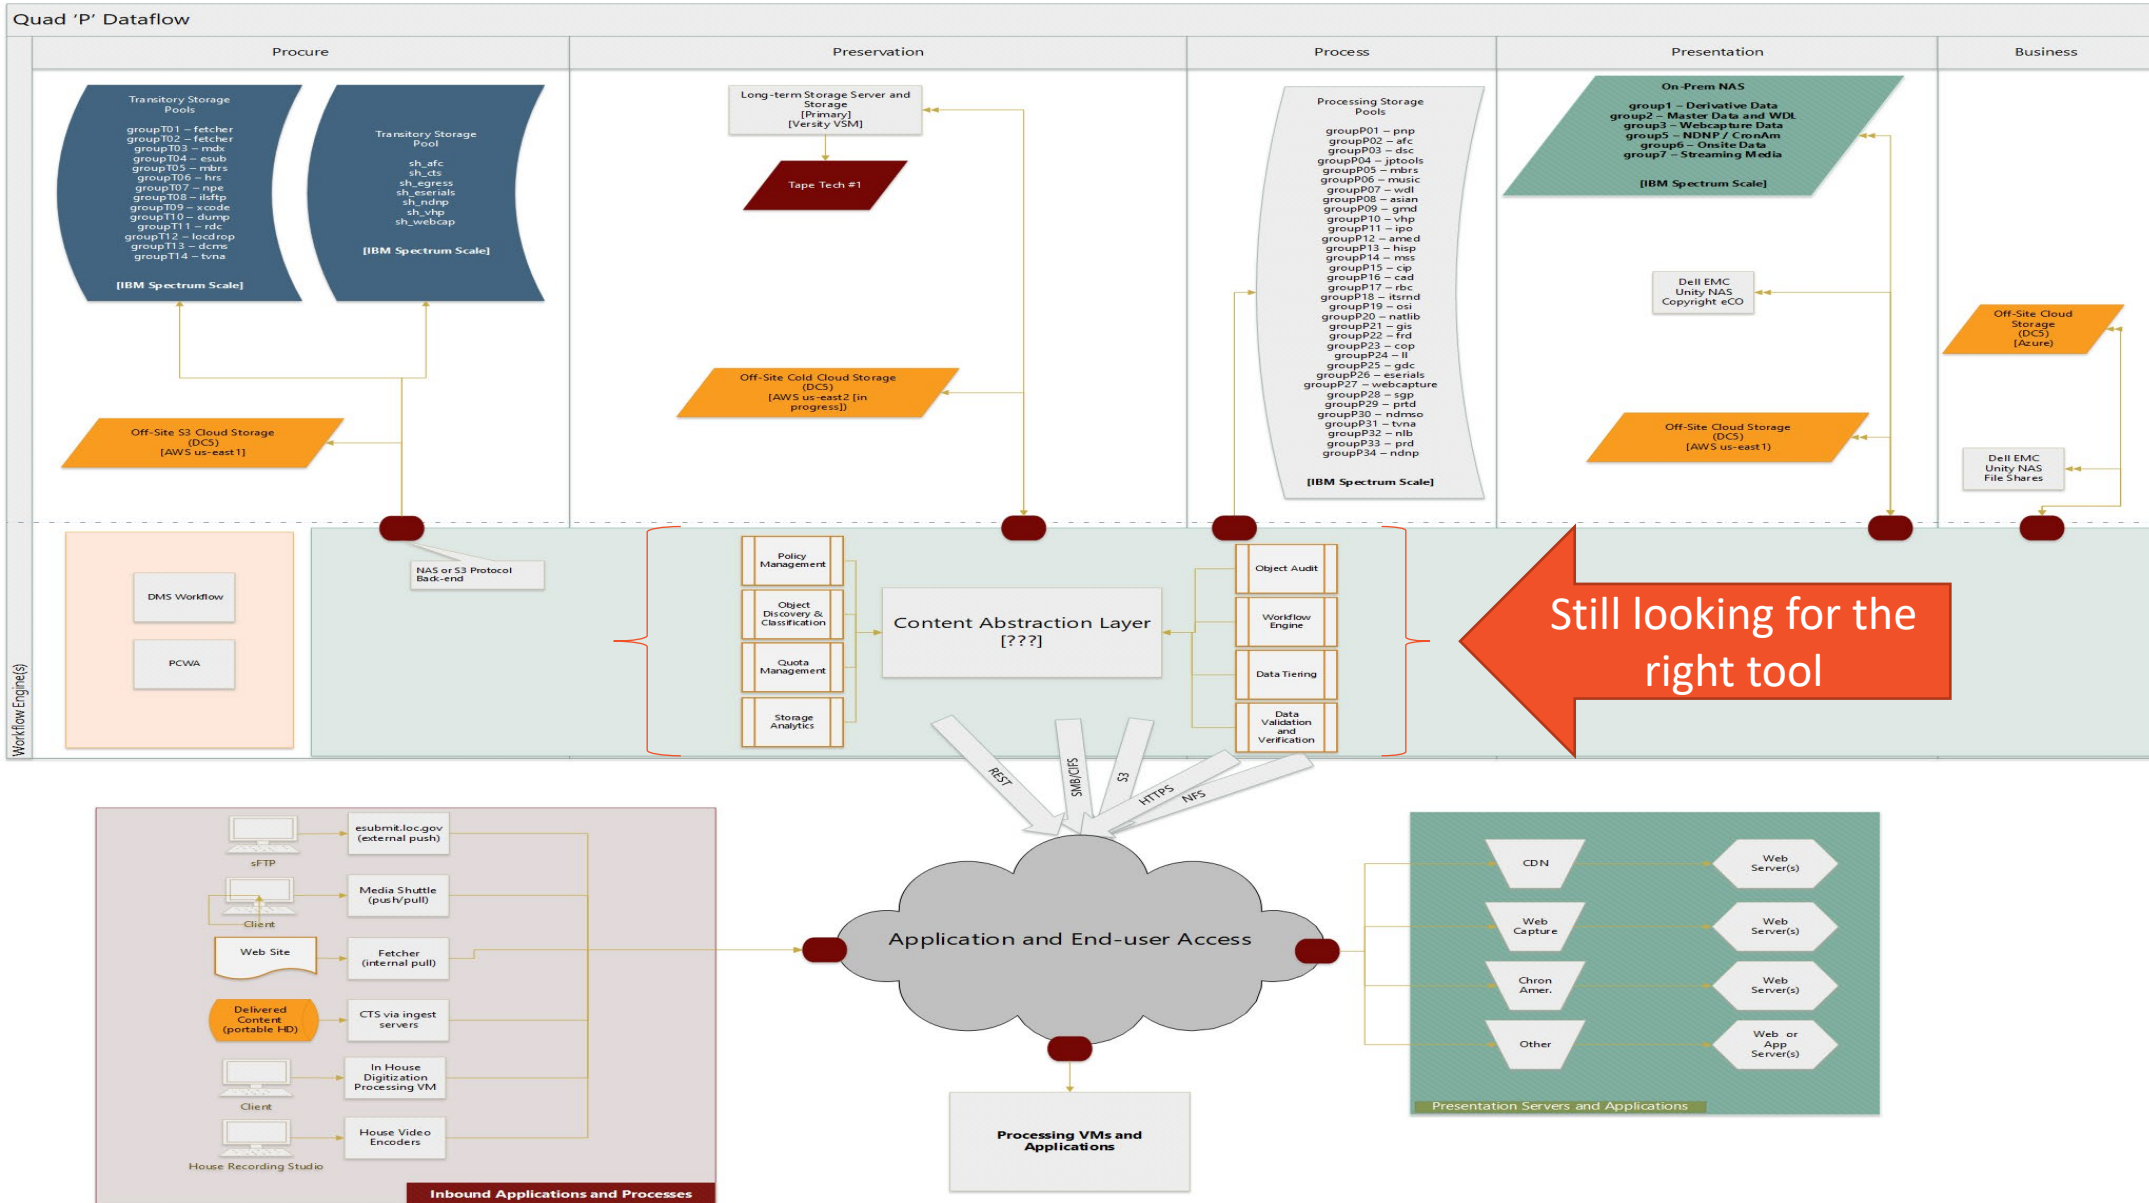 Quad 'P' Dataflow
Procure
Preservation
Process
Presentation
Business
Transitory Storage
Pools
groupT01 – fetcher
groupT02 – fetcher
groupT03 – mdx
groupT04 – esub
groupT05 – mbrs
groupT06 – hrs
groupT07 – npe
groupT08 – ilsftp
groupT09 – xcode
groupT10 – dump
groupT11 – rdc
groupT12 – locdrop
groupT13 – dcms
groupT14 – tvna
[IBM Spectrum Scale]
Transitory Storage
Pool
sh_afc
sh_cts
sh_egress
sh_eserials
sh_ndnp
sh_vhp
sh_webcap
[IBM Spectrum Scale]
Off-Site S3 Cloud Storage
(DC5)
[AWS us-east1]
Long-term Storage Server and
Storage
[Primary]
[Versity VSM]
Tape Tech #1
Off-Site Cold Cloud Storage
(DC5)
[AWS us-east2 [in
progress])
Processing Storage
Pools
groupP01 – pnp
groupP02 – afc
groupP03 – dsc
groupP04 – jptools
groupP05 – mbrs
groupP06 – music
groupP07 – wdl
groupP08 – asian
groupP09 – gmd
groupP10 – vhp
groupP11 – ipo
groupP12 – amed
groupP13 – hisp
groupP14 – mss
groupP15 – cip
groupP16 – cad
groupP17 – rbc
groupP18 – itsrnd
groupP19 – osi
groupP20 – natlib
groupP21 – gis
groupP22 – frd
groupP23 – cop
groupP24 – ll
groupP25 – gdc
groupP26 – eserials
groupP27 – webcapture
groupP28 – sgp
groupP29 – prtd
groupP30 – ndmso
groupP31 – tvna
groupP32 – nlb
groupP33 – prd
groupP34 – ndnp
[IBM Spectrum Scale]
On-Prem NAS
group1 – Derivative Data
group2 – Master Data and WDL
group3 – Webcapture Data
group5 – NDNP / CronAm
group6 – Onsite Data
group7 – Streaming Media
[IBM Spectrum Scale]
Dell EMC
Unity NAS
Copyright eCO
Off-Site Cloud Storage
(DC5)
[AWS us-east1)
Off-Site Cloud
Storage
(DC5)
[Azure)
Dell EMC
Unity NAS
File Shares
Workflow Engine(s)
DMS Workflow
PCWA
NAS or S3 Protocol
Back-end
Policy
Management
Object
Discovery &
Classification
Quota
Management
Storage
Analytics
Content Abstraction Layer
[???]
Object Audit
Workflow
Engine
Data Tiering
Data
Validation
and
Verification
Still looking for the
right tool
REST
SMB/CIFS
S3
HTTPS
NFS
sFTP
esubmit.loc.gov
(external push)
Client
Media Shuttle
(push/pull)
Web Site
Fetcher
(internal pull)
Delivered
Content
(portable HD)
CTS via ingest
servers
Client
In House
Digitization
Processing VM
House Recording Studio
House Video
Encoders
Inbound Applications and Processes
Application and End-user Access
Processing VMs and
Applications
CDN
Web
Server(s)
Web
Capture
Web
Server(s)
Chron
Amer.
Web
Server(s)
Other
Web or
App
Server(s)
Presentation Servers and Applications